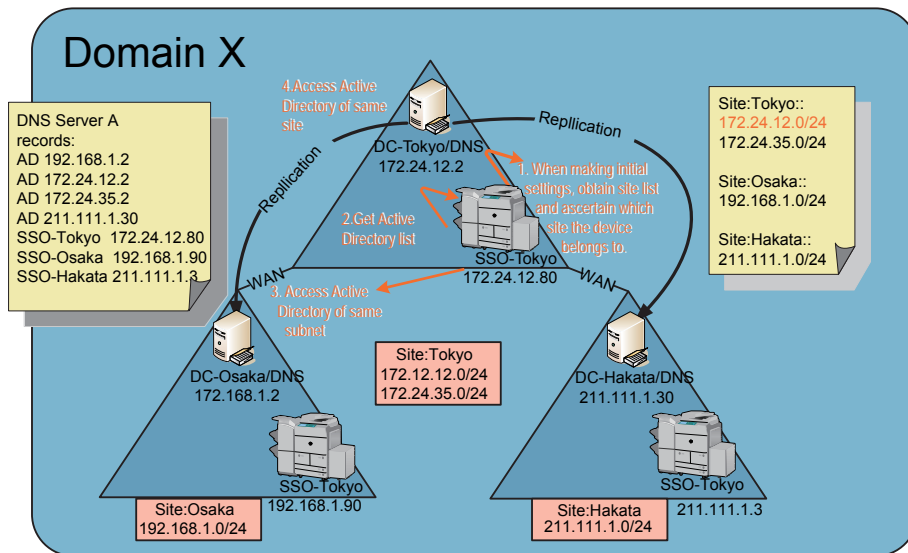 Domain X
DNS Server A
records:
AD 192.168.1.2
AD 172.24.12.2
AD 172.24.35.2
AD 211.111.1.30
SSO-Tokyo 172.24.12.80
SSO-Osaka 192.168.1.90
SSO-Hakata 211.111.1.3
4.Access Active
Directory of same
site
Repllication
Repllication
DC-Tokyo/DNS
172.24.12.2
1. When making initial
settings, obtain site list
and ascertain which
site the device
belongs to.
2.Get Active
Directory list
SSO-Tokyo
172.24.12.80
Site:Tokyo::
172.24.12.0/24
172.24.35.0/24
Site:Osaka::
192.168.1.0/24
Site:Hakata::
211.111.1.0/24
WAN
WAN
3. Access Active
Directory of same
subnet
DC-Osaka/DNS
172.168.1.2
Site:Tokyo
172.12.12.0/24
172.24.35.0/24
DC-Hakata/DNS
211.111.1.30
SSO-Tokyo
192.168.1.90
Site:Osaka
192.168.1.0/24
SSO-Tokyo
211.111.1.3
Site:Hakata
211.111.1.0/24